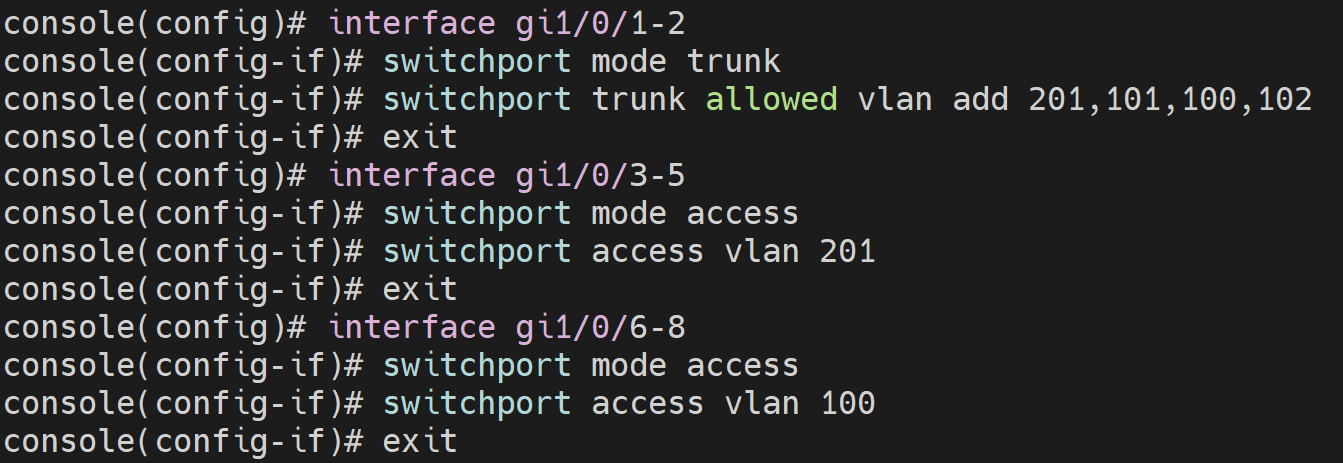 console(config)# interface gi1/0/1-2
console(config-if)# switchport mode trunk
console(config-if)# switchport trunk allowed vlan add 201,101,100,102
console(config-if)# exit
console(config)# interface gi1/0/3-5
console(config-if)# switchport mode access
console(config-if)# switchport access vlan 201
console(config-if)# exit
console(config)# interface gi1/0/6-8
console(config-if)# switchport mode access
console(config-if)# switchport access vlan 100
console(config-if)# exit